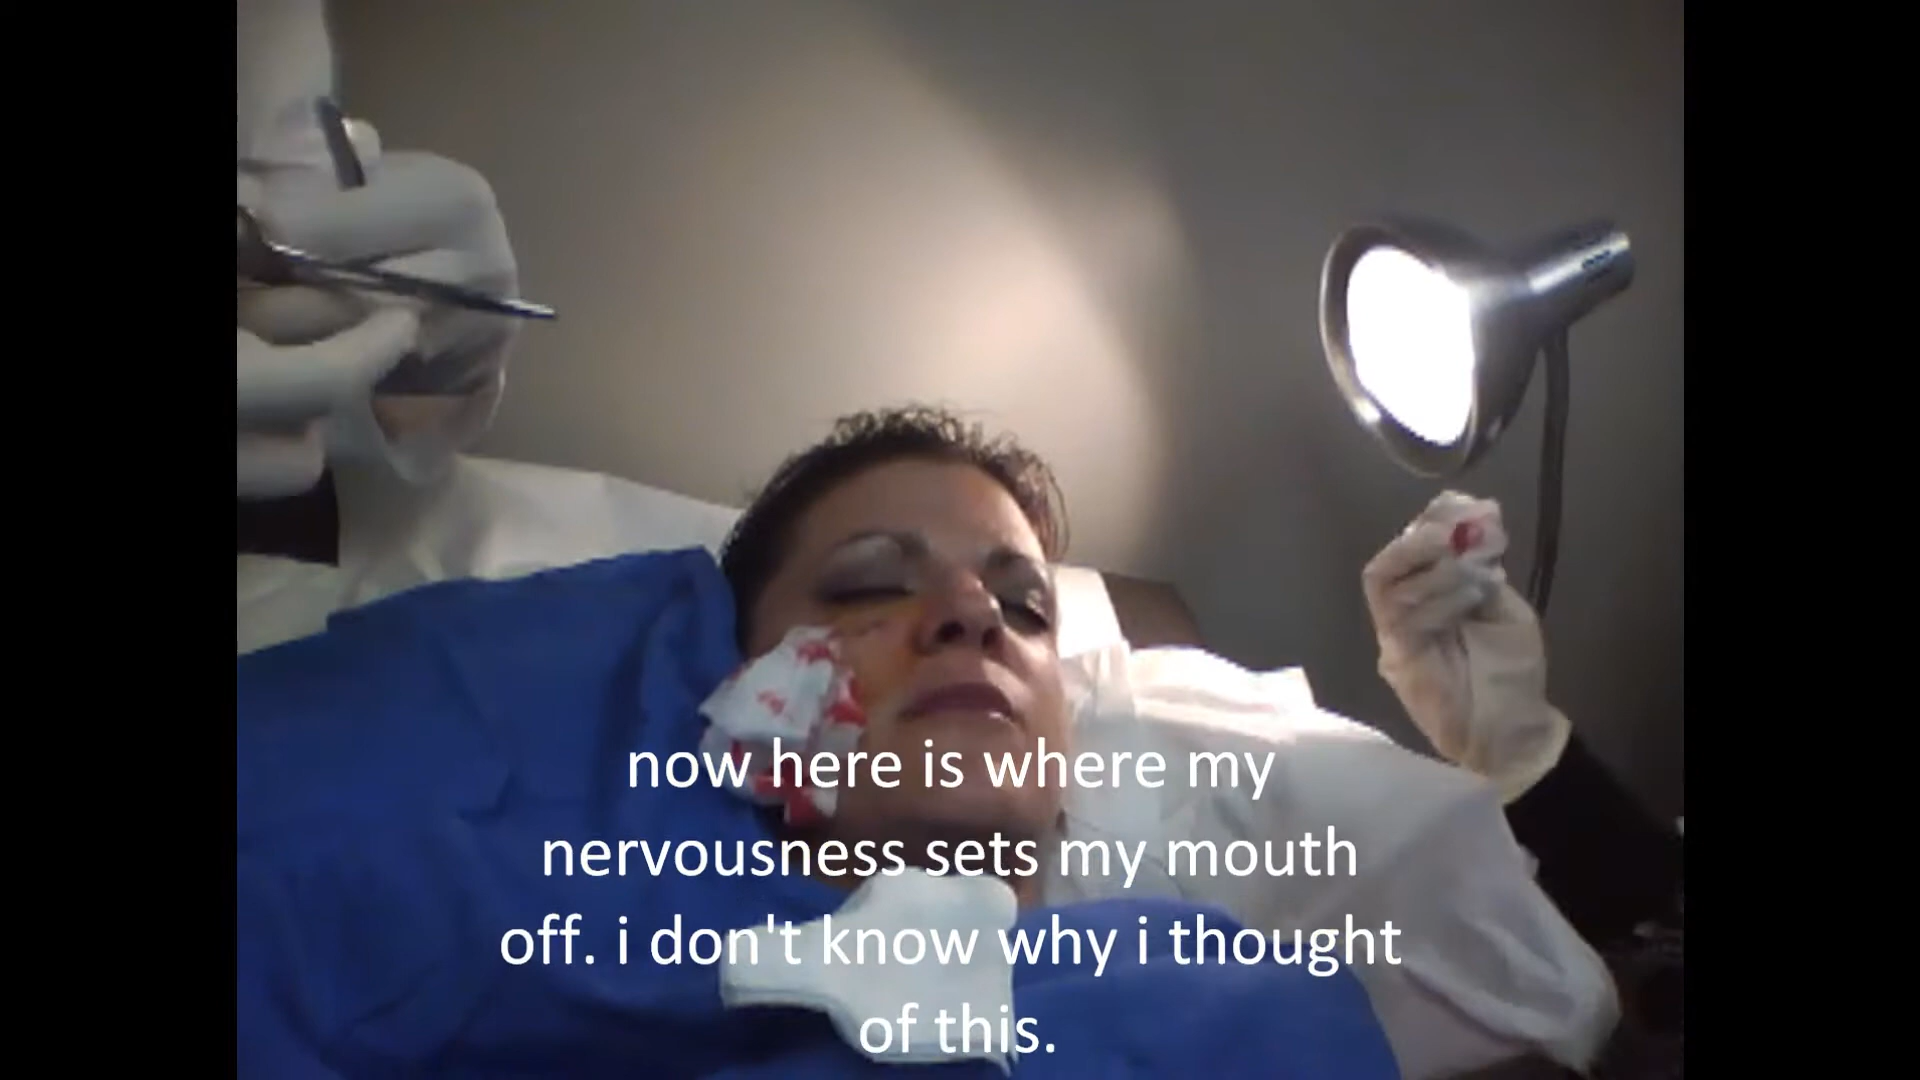 now here is where my
nervousness sets my mouth
off. i don't know why i thought
of this.